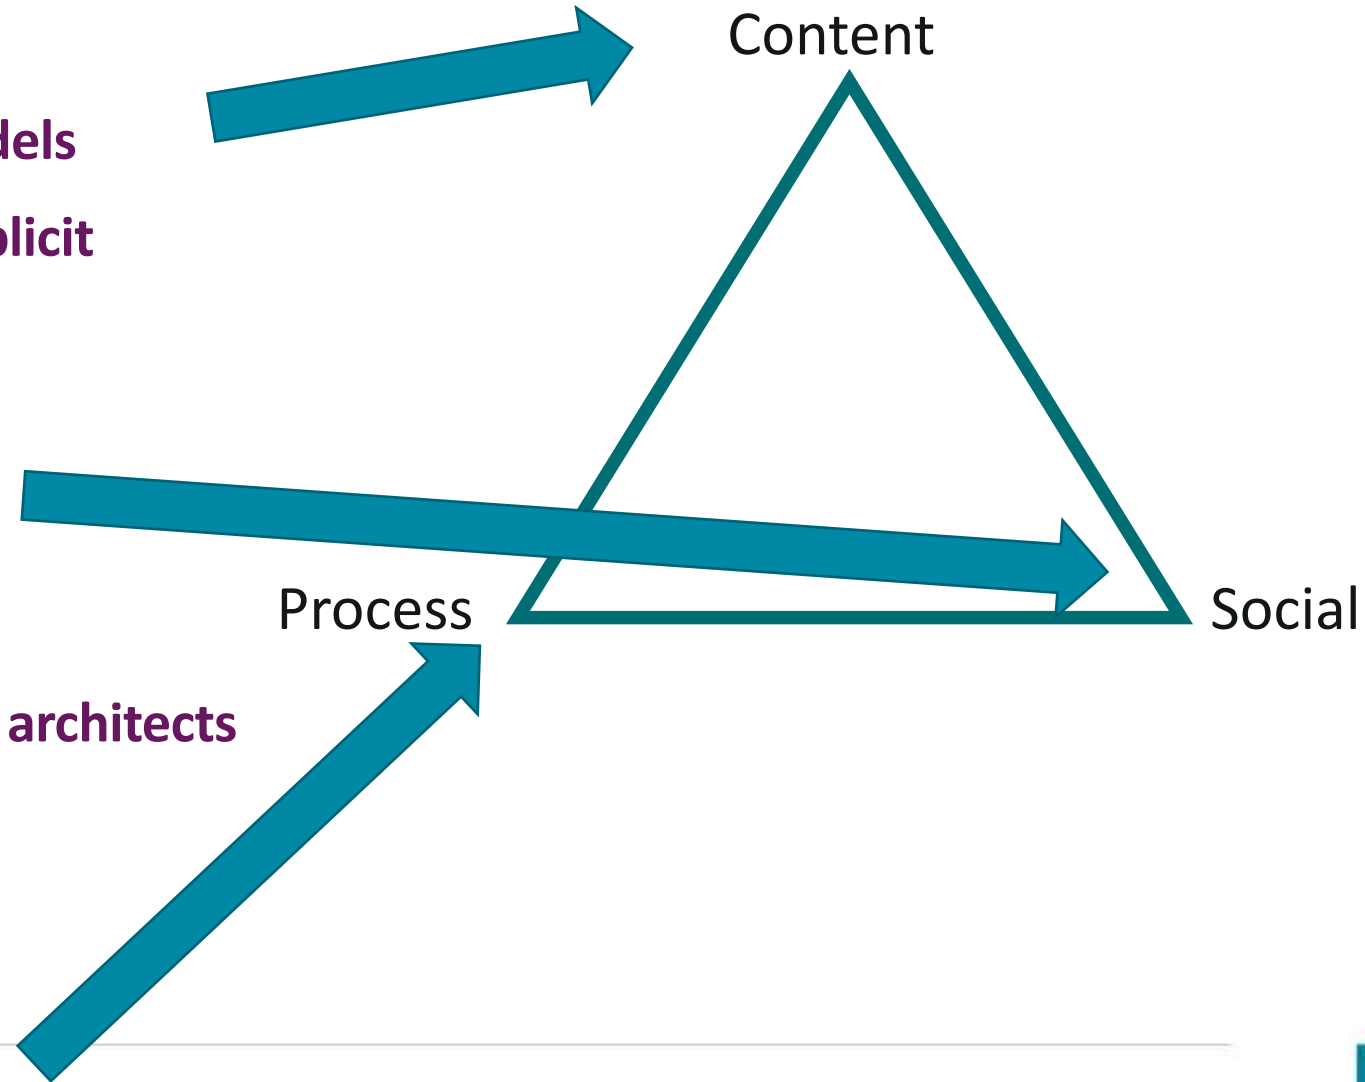 Content
dels
plicit
Process
Social
architects